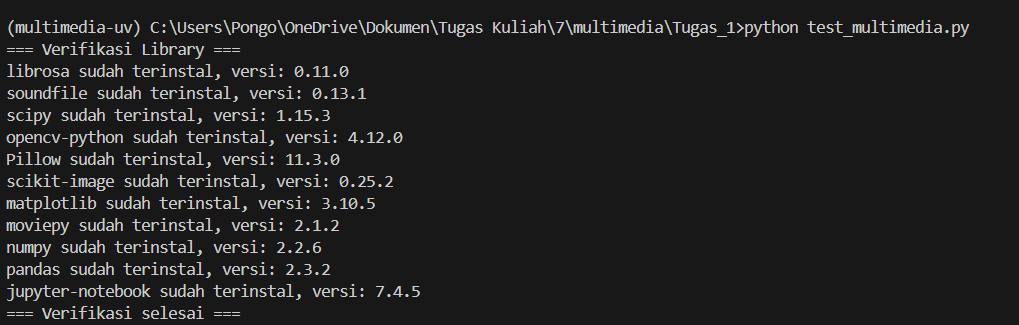 (multimedia-uv) C:\Users\Pongo\OneDrive\Dokumen\Tugas Kuliah\7\multimedia\Tugas_1>python test_multimedia.py
=== Verifikasi Library ===
librosa sudah terinstal, versi: 0.11.0
soundfile sudah terinstal, versi: 0.13.1
scipy sudah terinstal, versi: 1.15.3
opencv-python sudah terinstal, versi: 4.12.0
Pillow sudah terinstal, versi: 11.3.0
scikit-image sudah terinstal, versi: 0.25.2
matplotlib sudah terinstal, versi: 3.10.5
moviepy sudah terinstal, versi: 2.1.2
numpy sudah terinstal, versi: 2.2.6
pandas sudah terinstal, versi: 2.3.2
jupyter-notebook sudah terinstal, versi: 7.4.5
=== Verifikasi selesai ===